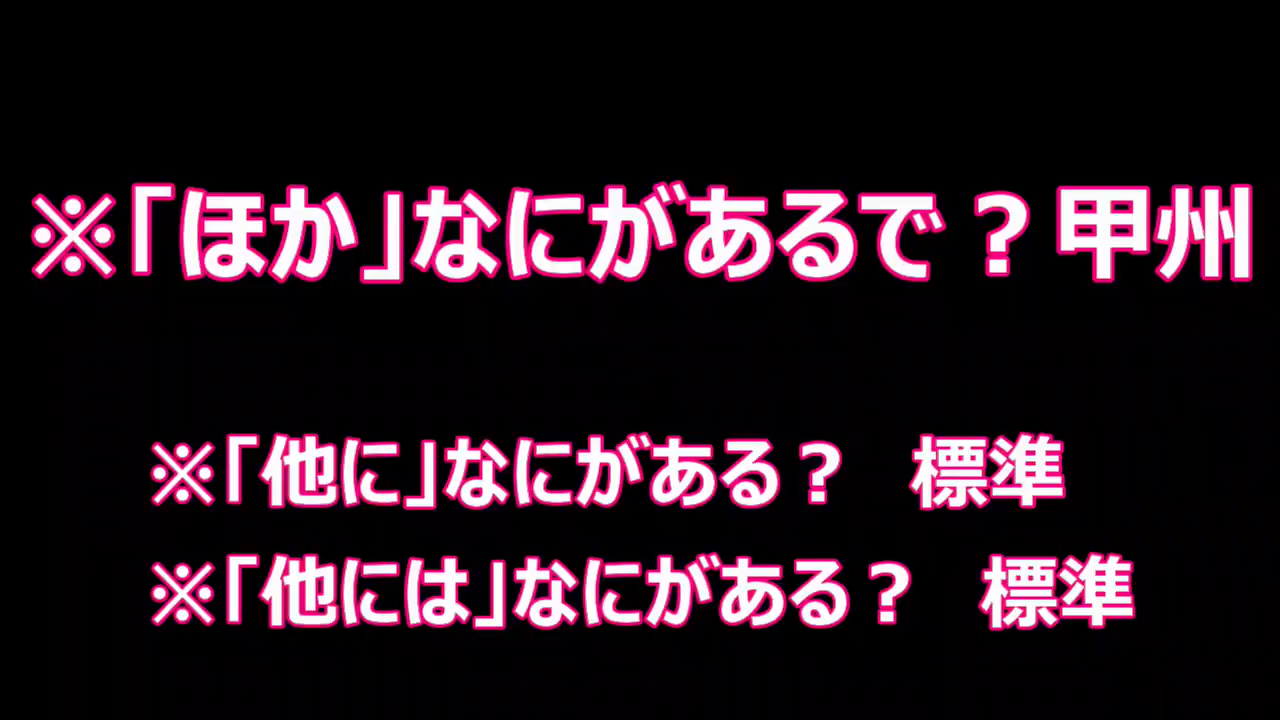 ※「ほか」なにがあるで？甲州
※「他に」なにがある？　標準
※「他には」なにがある？　標準